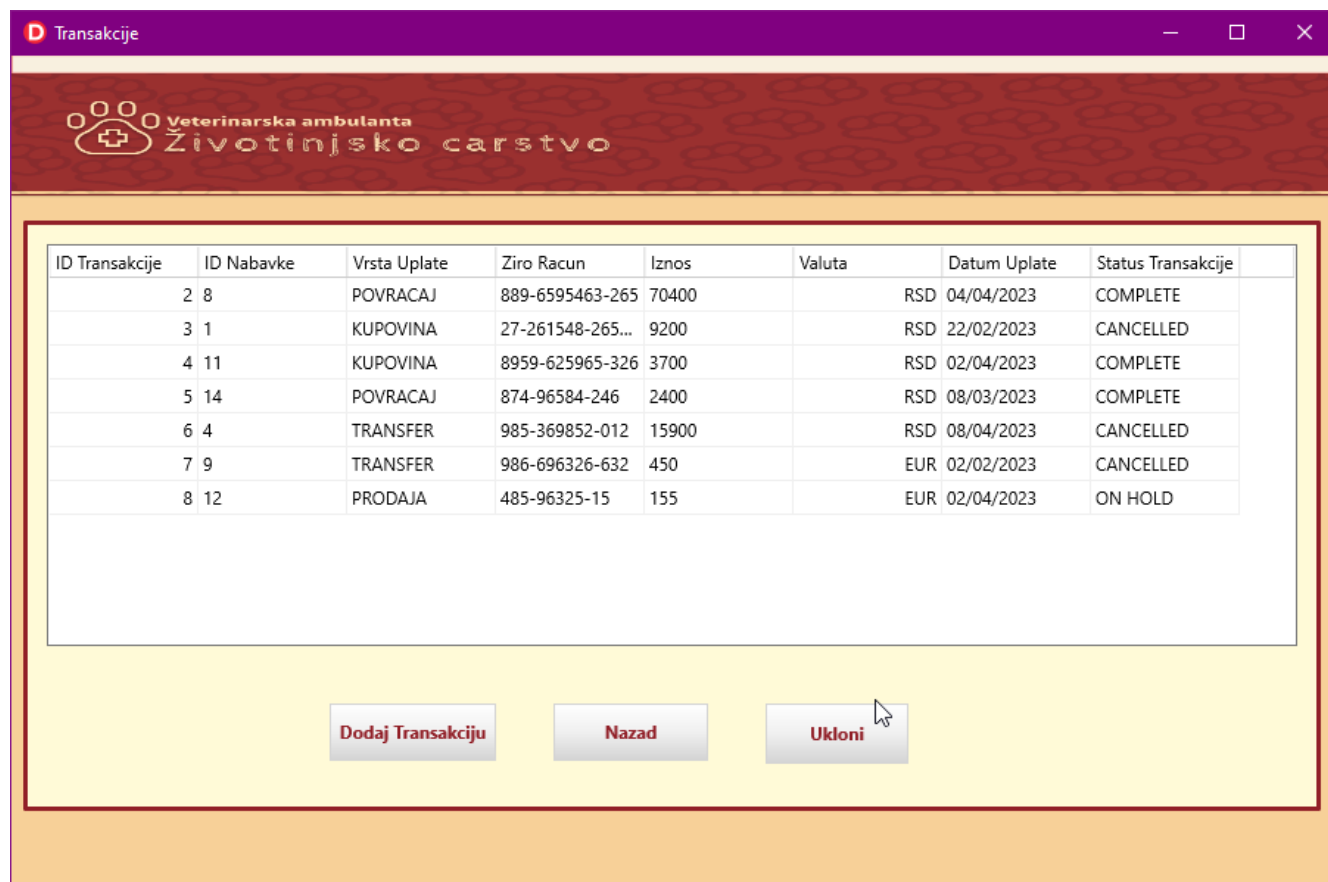 Transakcije
Veterinarska ambulanta
Životinjsko carstvo
ID Transakcije ID Nabavke Vrsta Uplate Ziro Racun Iznos Valuta Datum Uplate Status Transakcije
2 8 POVRACAJ 889-6595463-265 70400 RSD 04/04/2023 COMPLETE
3 1 KUPOVINA 27-261548-265... 9200 RSD 22/02/2023 CANCELLED
4 11 KUPOVINA 8959-625965-326 3700 RSD 02/04/2023 COMPLETE
5 14 POVRACAJ 874-96584-246 2400 RSD 08/03/2023 COMPLETE
6 4 TRANSFER 985-369852-012 15900 RSD 08/04/2023 CANCELLED
7 9 TRANSFER 986-696326-632 450 EUR 02/02/2023 CANCELLED
8 12 PRODAJA 485-96325-15 155 EUR 02/04/2023 ON HOLD
Dodaj Transakciju Nazad Ukloni